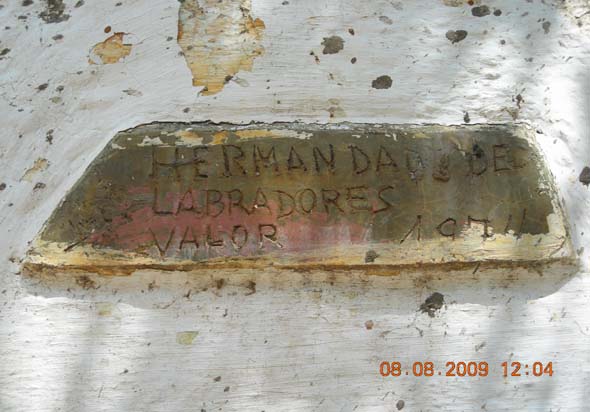 HERMANDAD DE
LABRADORES
VALOR 1971
08.08.2009 12:04